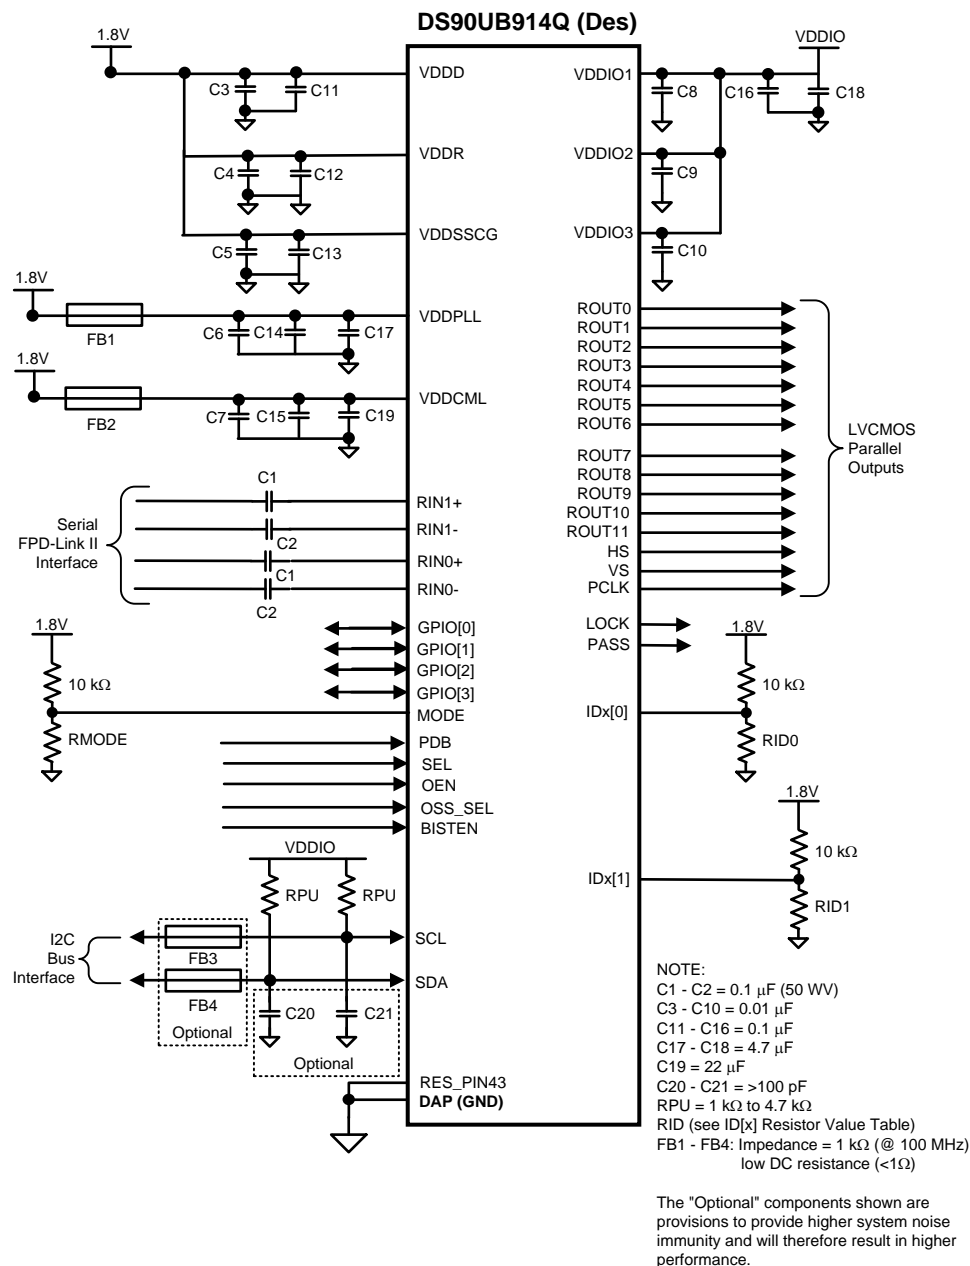 DS90UB914Q (Des)
1.8V
VDDIO
VDDD
VDDIO1
C3
C11
C8
C16
C18
VDDR
VDDIO2
C4
C12
C9
VDDSSCG
VDDIO3
C5
C13
C10
1.8V
FB1
VDDPLL
C6
C14
C17
1.8V
FB2
VDDCML
C7
C15
C19
ROUT0
ROUT1
ROUT2
ROUT3
ROUT4
ROUT5
ROUT6
ROUT7
ROUT8
ROUT9
ROUT10
ROUT11
HS
VS
PCLK
LVCMOS
Parallel
Outputs
Serial
FPD-Link II
Interface
C1
C2
C1
C2
RIN1+
RIN1-
RIN0+
RIN0-
GPIO[0]
GPIO[1]
GPIO[2]
GPIO[3]
LOCK
PASS
1.8V
10 kΩ
RMODE
MODE
1.8V
10 kΩ
IDx[0]
RID0
PDB
SEL
OEN
OSS_SEL
BISTEN
1.8V
10 kΩ
IDx[1]
RID1
VDDIO
RPU
RPU
I2C
Bus
Interface
FB3
FB4
Optional
SCL
SDA
C20
C21
Optional
RES_PIN43
DAP (GND)
NOTE:
C1 - C2 = 0.1 μF (50 WV)
C3 - C10 = 0.01 μF
C11 - C16 = 0.1 μF
C17 - C18 = 4.7 μF
C19 = 22 μF
C20 - C21 = >100 pF
RPU = 1 kΩ to 4.7 kΩ
RID (see ID[x] Resistor Value Table)
FB1 - FB4: Impedance = 1 kΩ (@ 100 MHz)
low DC resistance (<1Ω)
The "Optional" components shown are
provisions to provide higher system noise
immunity and will therefore result in higher
performance.